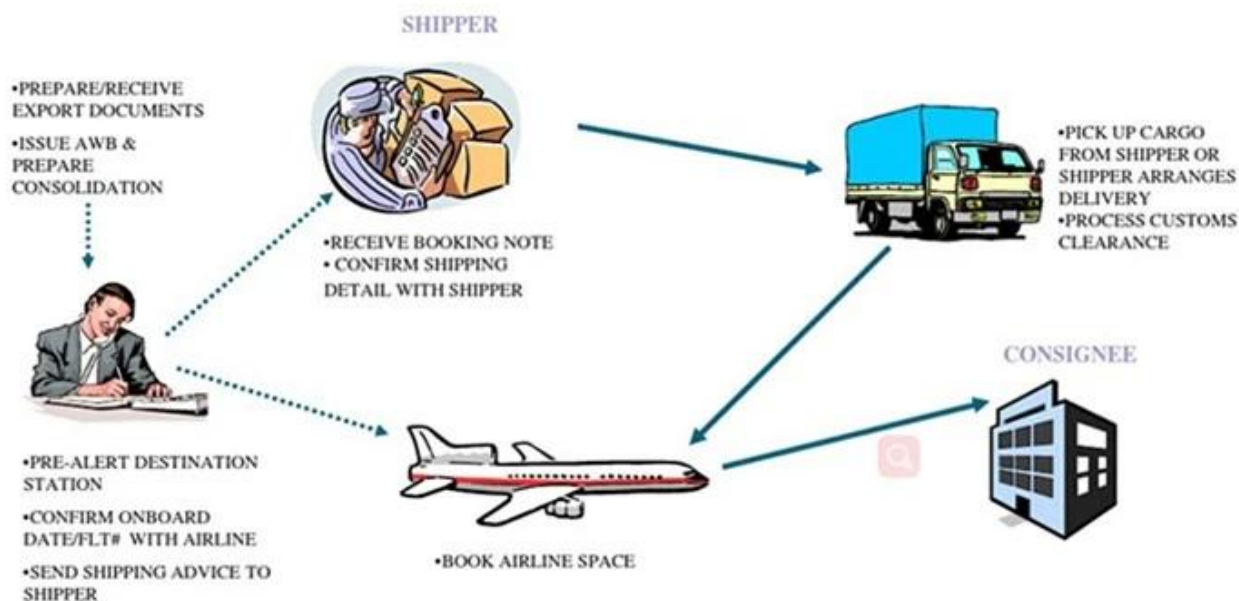 SHIPPER
•PREPARE/RECEIVE
EXPORT DOCUMENTS
•ISSUE AWB &
PREPARE
CONSOLIDATION
•RECEIVE BOOKING NOTE
• CONFIRM SHIPPING
DETAIL WITH SHIPPER
•PICK UP CARGO
FROM SHIPPER OR
SHIPPER ARRANGES
DELIVERY
•PROCESS CUSTOMS
CLEARANCE
CONSIGNEE
•PRE-ALERT DESTINATION
STATION
•CONFIRM ONBOARD
DATE/FLT# WITH AIRLINE
•SEND SHIPPING ADVICE TO
SHIPPER
•BOOK AIRLINE SPACE